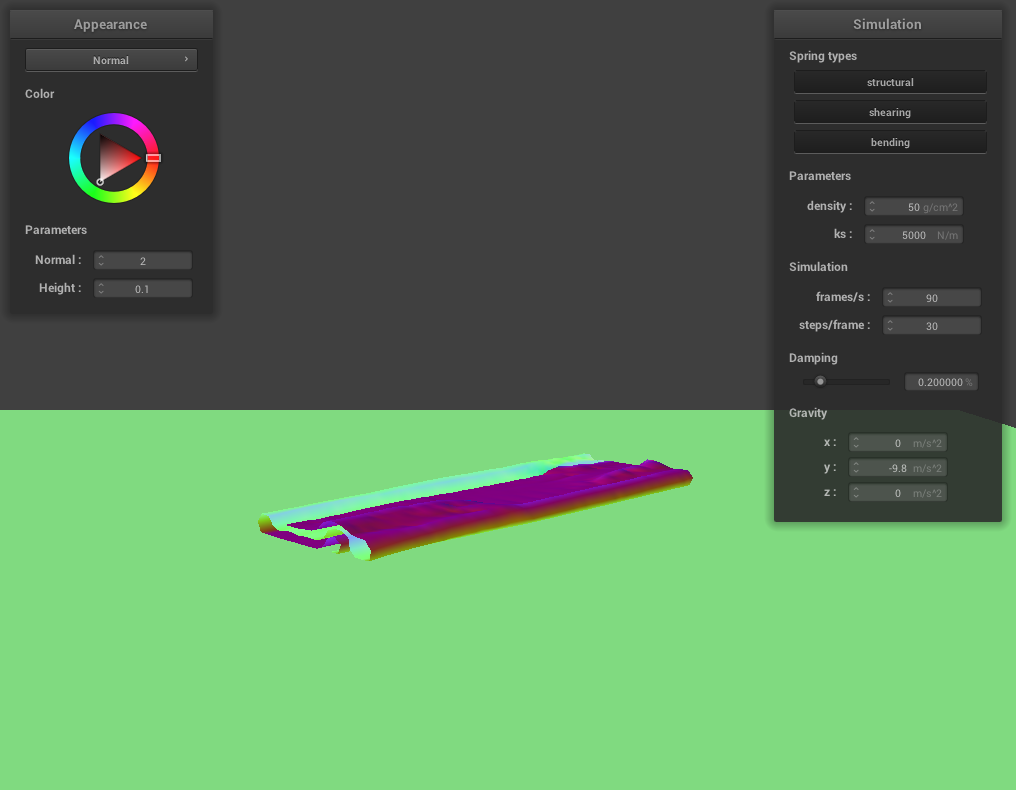 Appearance
Normal
Color
Parameters
Normal : 2
Height : 0.1
Simulation
Spring types
structural
shearing
bending
Parameters
density : 50 g/cm^2
ks : 5000 N/m
Simulation
frames/s : 90
steps/frame : 30
Damping
0.200000 %
Gravity
x : 0 m/s^2
y : -9.8 m/s^2
z : 0 m/s^2